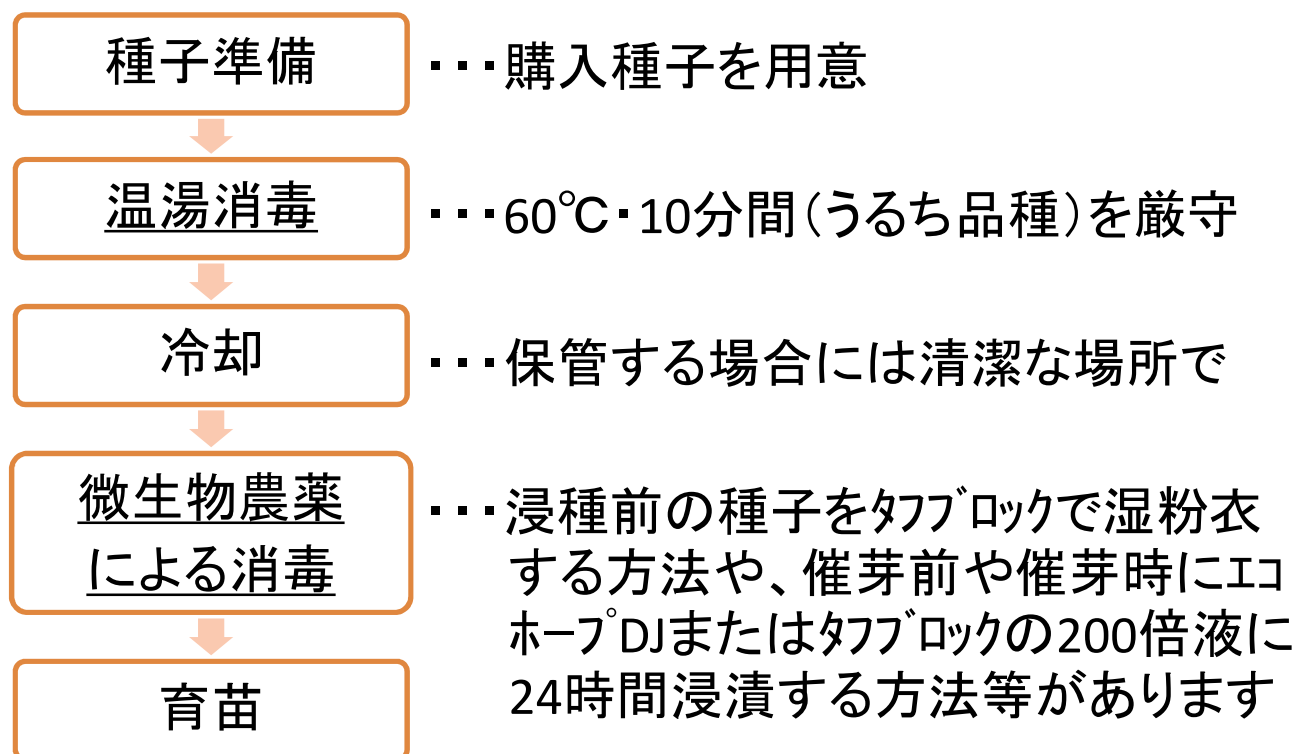 種子準備
・・・購入種子を用意
温湯消毒
・・・60℃・10分間（うるち品種）を厳守
冷却
・・・保管する場合には清潔な場所で
微生物農薬
による消毒
・・・浸種前の種子をﾀﾌﾌﾞﾛｯｸで湿粉衣
する方法や、催芽前や催芽時にｴｺ
ﾎｰﾌﾟDJまたはﾀﾌﾌﾞﾛｯｸの200倍液に
24時間浸漬する方法等があります
育苗